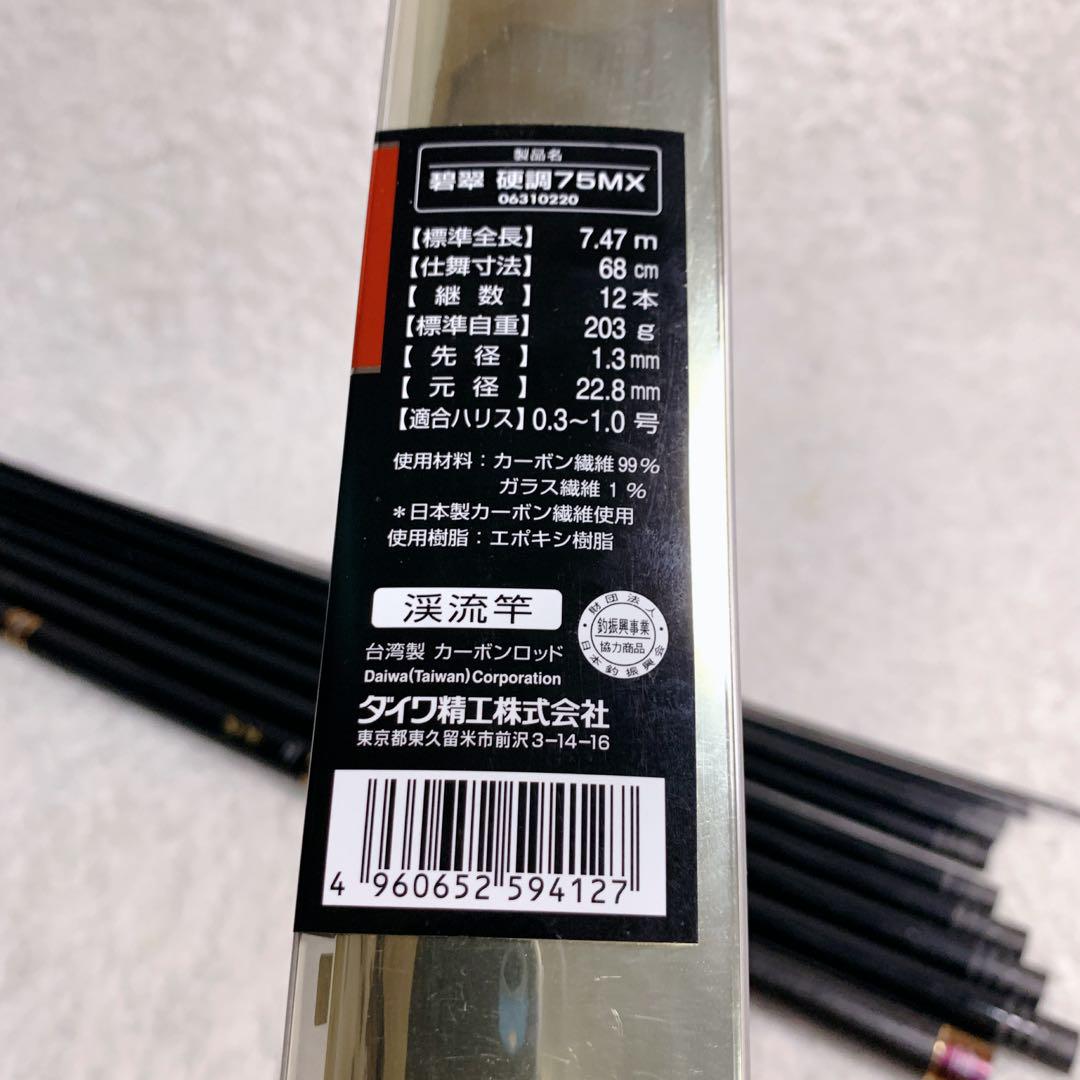 製品名
碧翠 硬調75MX
06310220
【標準全長】 7.47 m
【仕舞寸法】 68 cm
【継数】 12 本
【標準自重】 203 g
【先径】 1.3 mm
【元径】 22.8 mm
【適合ハリス】0.3~1.0 号
使用材料:カーボン繊維99%
ガラス繊維 1 %
*日本製カーボン繊維使用
使用樹脂:エポキシ樹脂
渓流竿
財団法人
釣振興事業
協力商品
日本釣振興会
台湾製 カーボンロッド
Daiwa(Taiwan)Corporation
ダイワ精工株式会社
東京都東久留米市前沢3-14-16
4 960652 594127